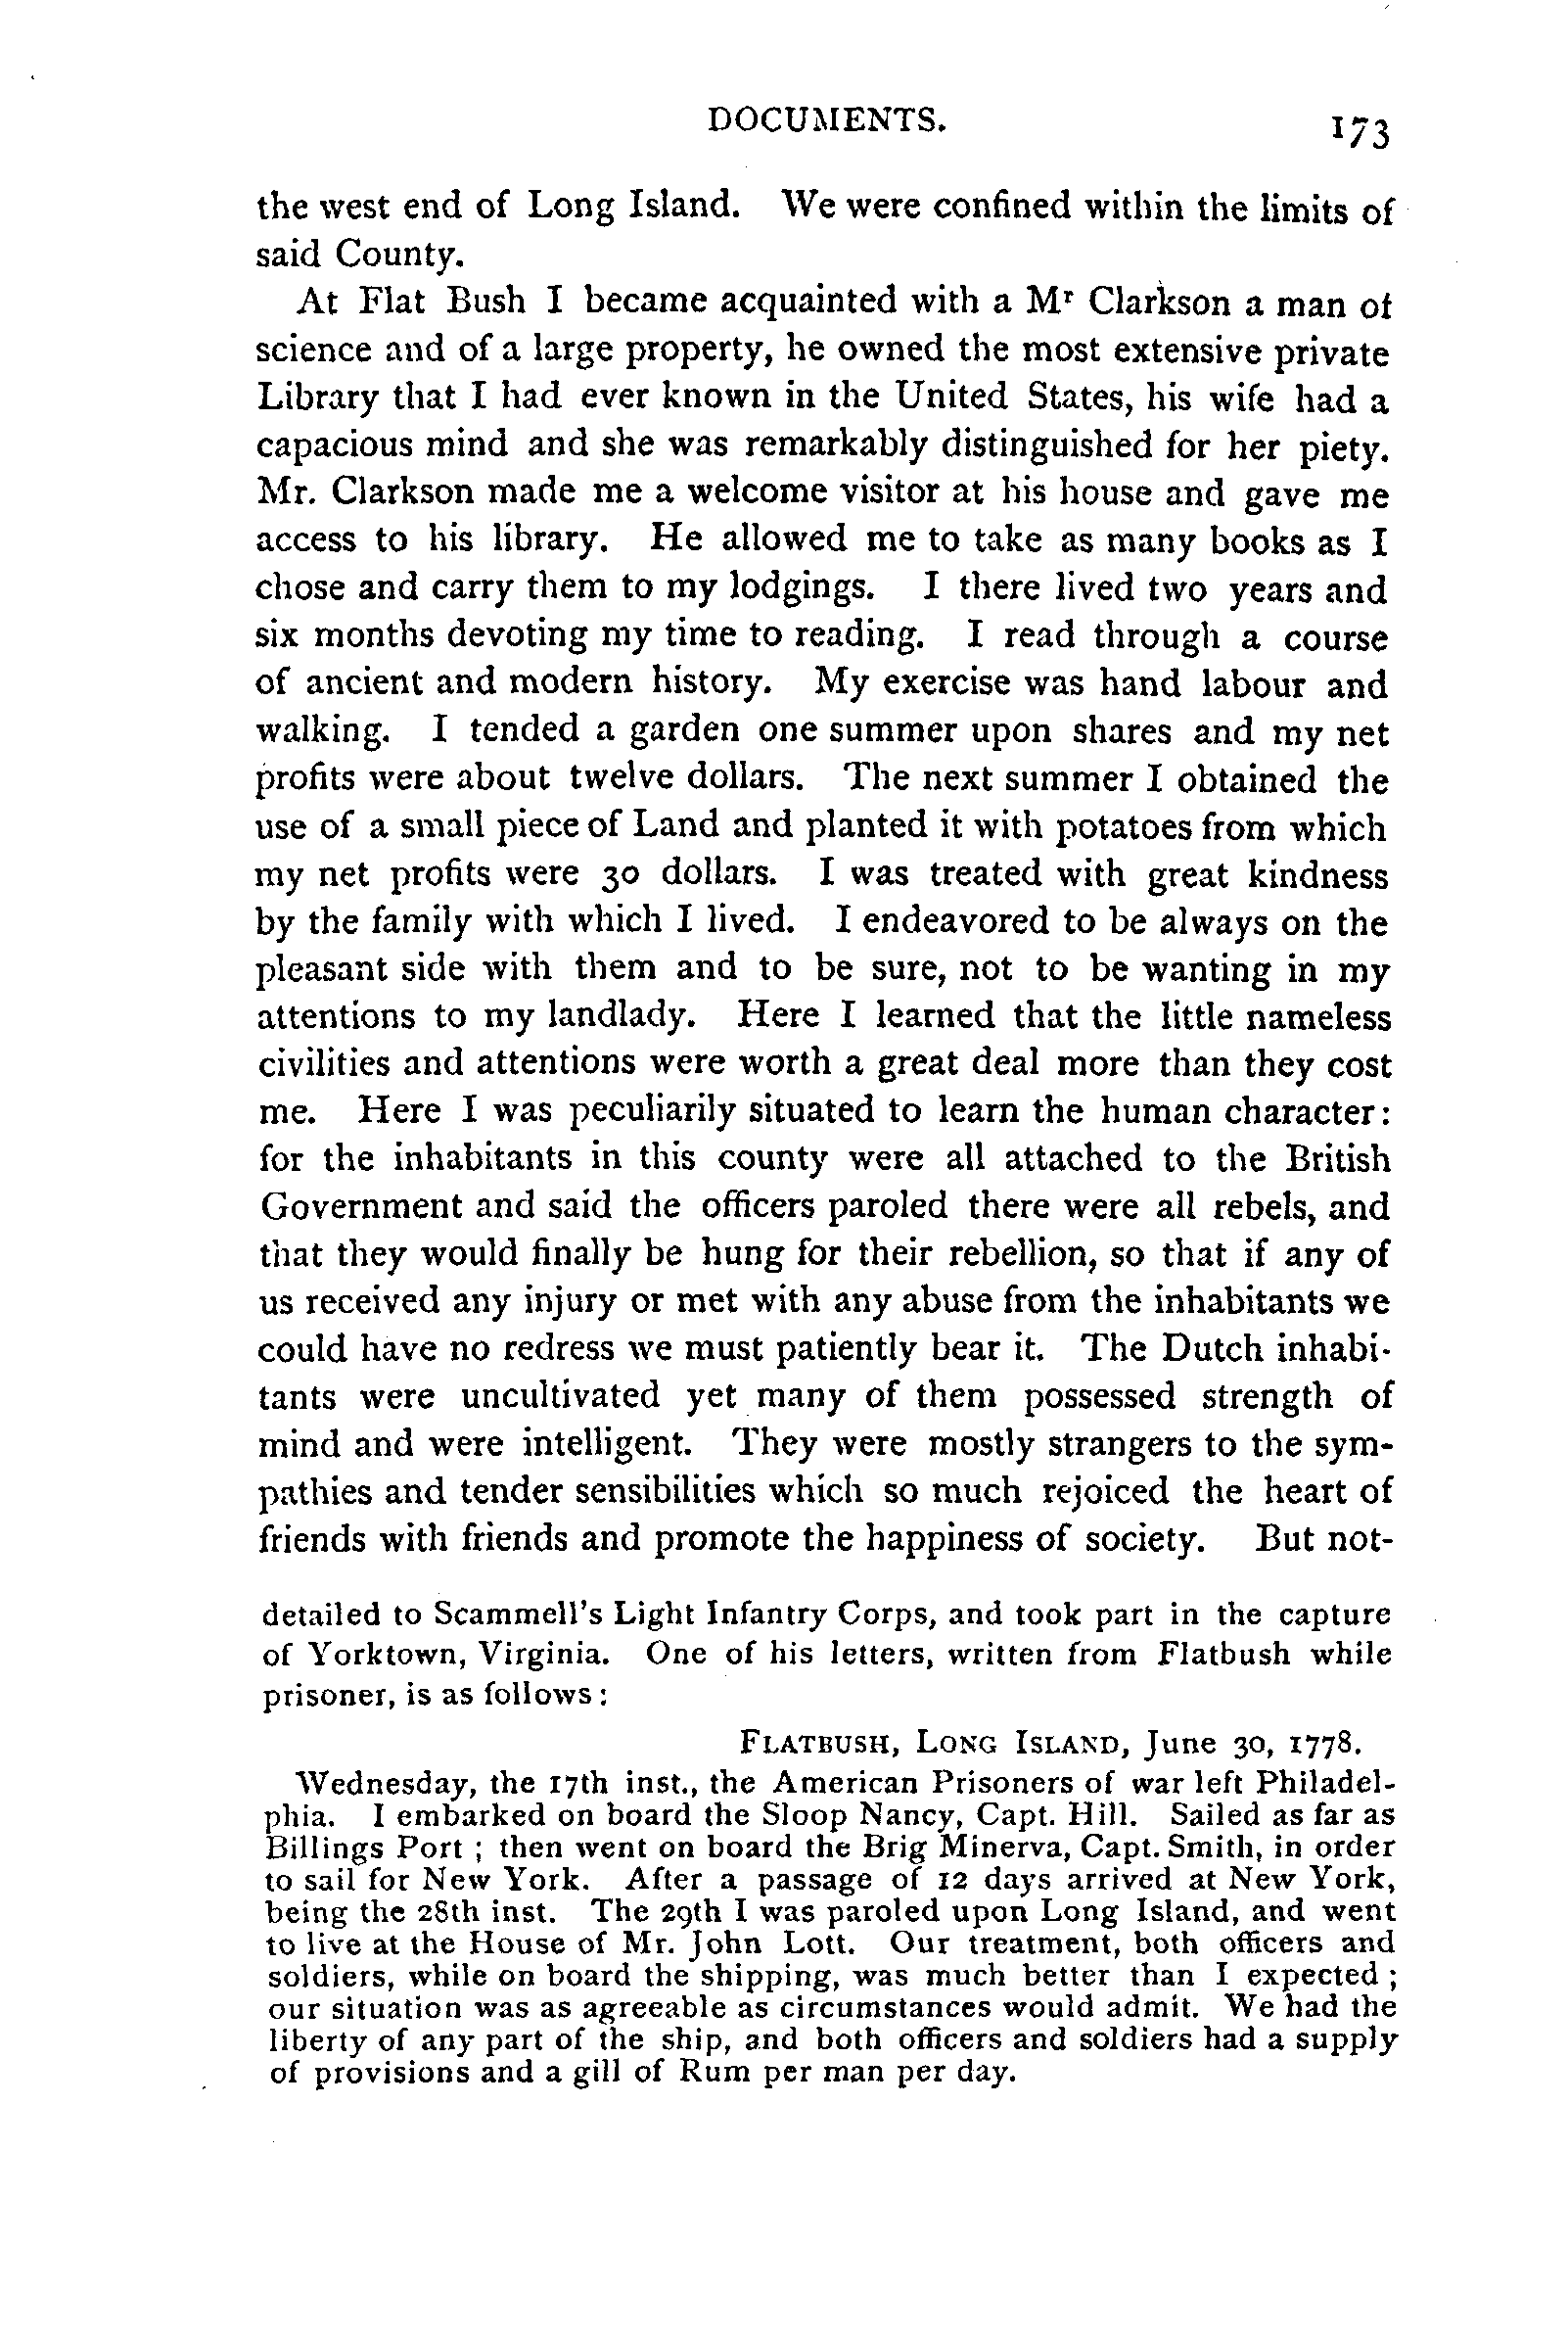 DOCUMENTS.
173
the west end of Long Island. We were confined within the limits of
said County.
At Flat Bush I became acquainted with a Mr Clarkson a man of
science and of a large property, he owned the most extensive private
Library that I had ever known in the United States, his wife had a
capacious mind and she was remarkably distinguished for her piety.
Mr. Clarkson made me a welcome visitor at his house and gave me
access to his library. He allowed me to take as many books as I
chose and carry them to my lodgings. I there lived two years and
six months devoting my time to reading. I read through a course
of ancient and modern history. My exercise was hand labour and
walking. I tended a garden one summer upon shares and my net
profits were about twelve dollars. The next summer I obtained the
use of a small piece of Land and planted it with potatoes from which
my net profits were 30 dollars. I was treated with great kindness
by the family with which I lived. I endeavored to be always on the
pleasant side with them and to be sure, not to be wanting in my
attentions to my landlady. Here I learned that the little nameless
civilities and attentions were worth a great deal more than they cost
me. Here I was peculiarily situated to learn the human character:
for the inhabitants in this county were all attached to the British
Government and said the officers paroled there were all rebels, and
that they would finally be hung for their rebellion, so that if any of
us received any injury or met with any abuse from the inhabitants we
could have no redress we must patiently bear it. The Dutch inhabi-
tants were uncultivated yet many of them possessed strength of
mind and were intelligent. They were mostly strangers to the sym-
pathies and tender sensibilities which so much rejoiced the heart of
friends with friends and promote the happiness of society. But not-
detailed to Scammell's Light Infantry Corps, and took part in the capture
of Yorktown, Virginia. One of his letters, written from Flatbush while
prisoner, is as follows:
FLATBUSH, LONG ISLAND, June 30, 1778.
Wednesday, the 17th inst., the American Prisoners of war left Philadel-
phia. I embarked on board the Sloop Nancy, Capt. Hill. Sailed as far as
Billings Port; then went on board the Brig Minerva, Capt. Smith, in order
to sail for New York. After a passage of 12 days arrived at New York,
being the 28th inst. The 29th I was paroled upon Long Island, and went
to live at the House of Mr. John Lott. Our treatment, both officers and
soldiers, while on board the shipping, was much better than I expected;
our situation was as agreeable as circumstances would admit. We had the
liberty of any part of the ship, and both officers and soldiers had a supply
of provisions and a gill of Rum per man per day.